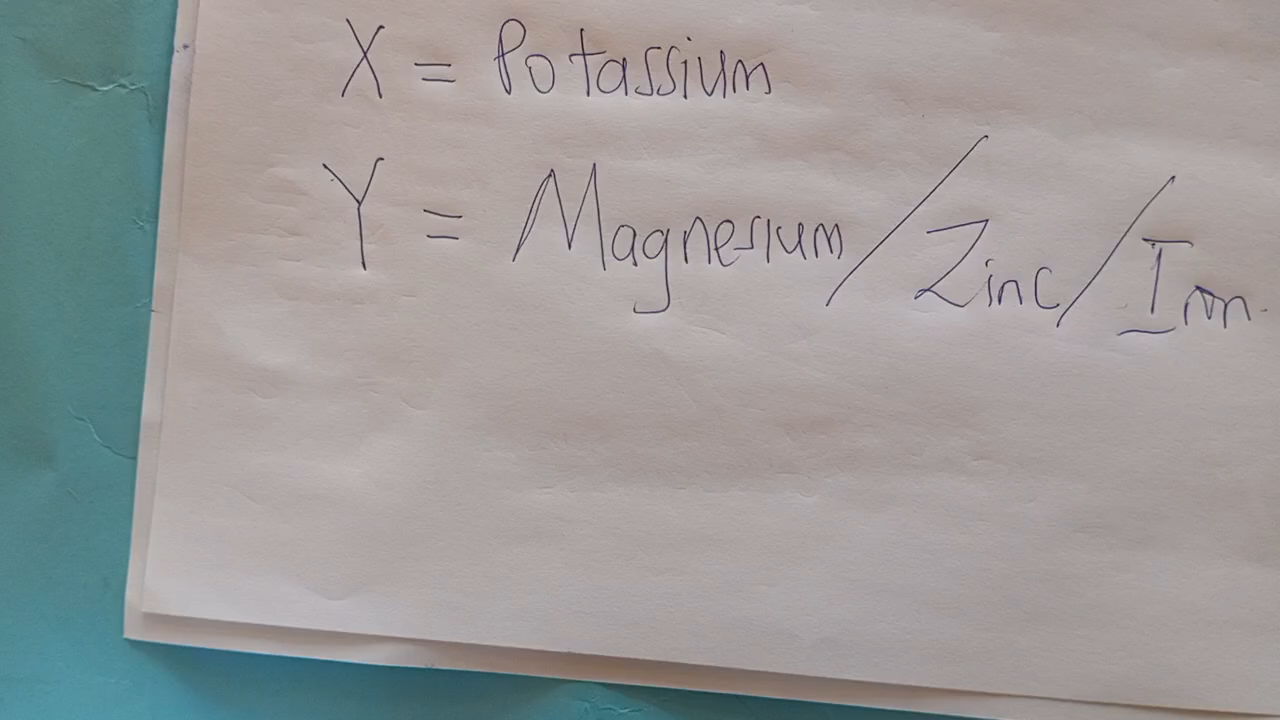 X = Potassium
Y = Magnesium/Zinc/Iron.